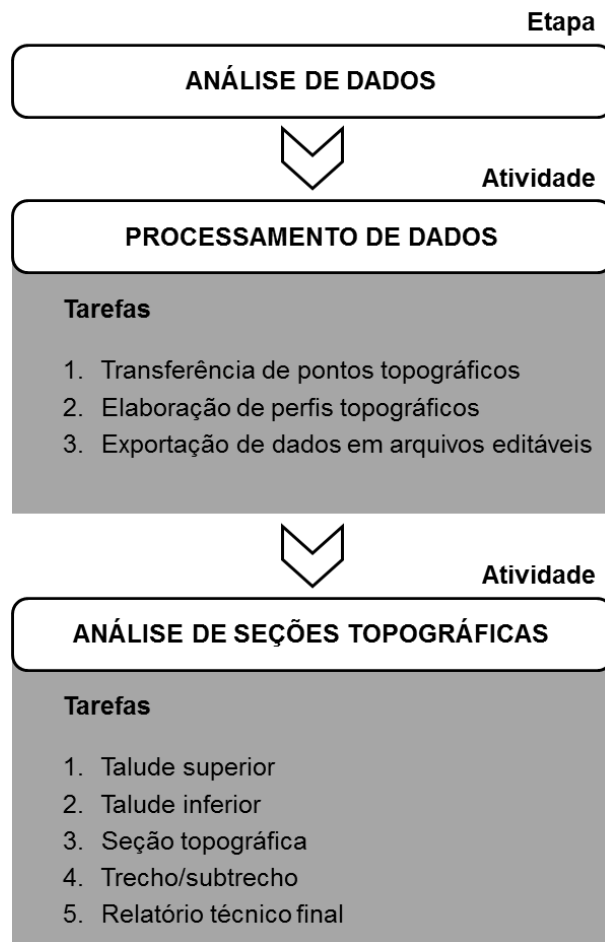 Etapa
ANÁLISE DE DADOS
Atividade
PROCESSAMENTO DE DADOS
Tarefas
1. Transferência de pontos topográficos
2. Elaboração de perfis topográficos
3. Exportação de dados em arquivos editáveis
Atividade
ANÁLISE DE SEÇÕES TOPOGRÁFICAS
Tarefas
1. Talude superior
2. Talude inferior
3. Seção topográfica
4. Trecho/subtrecho
5. Relatório técnico final